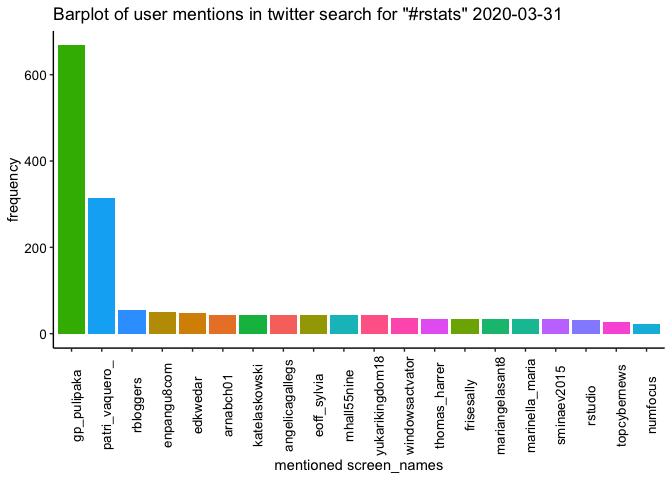 Barplot of user mentions in twitter search for "#rstats" 2020-03-31
frequency
600
400
200
0
gp_pulipaka
patri_vaquero_
rbloggers
enpangu8com
edkwedar
arnabch01
katelaskowski
angelicagallegs
eoff_sylvia
mhall55nine
yukarikingdom18
windowsactvator
thomas_harrer
frisesally
mariangelasant8
marinella_maria
sminaev2015
rstudio
topcybernews
numfocus
mentioned screen_names